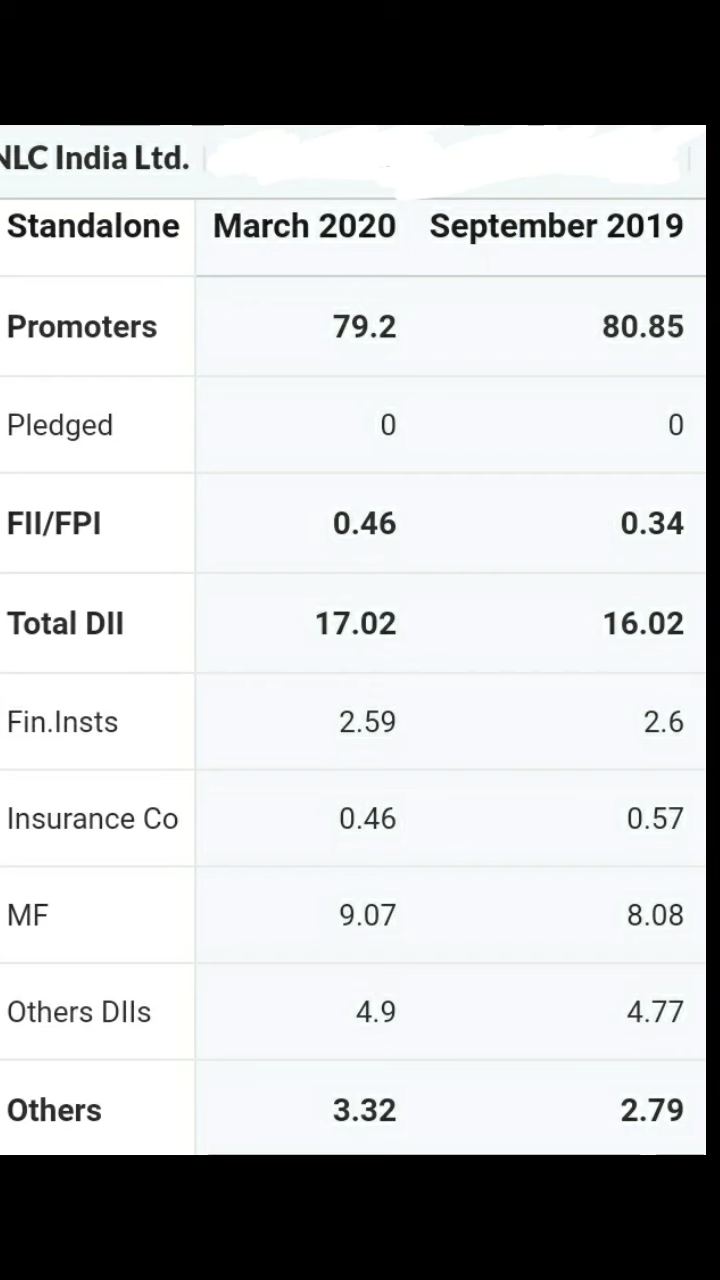 NLC India Ltd.
Standalone March 2020 September 2019
Promoters 79.2 80.85
Pledged 0 0
FII/FPI 0.46 0.34
Total DII 17.02 16.02
Fin.Insts 2.59 2.6
Insurance Co 0.46 0.57
MF 9.07 8.08
Others DIIs 4.9 4.77
Others 3.32 2.79